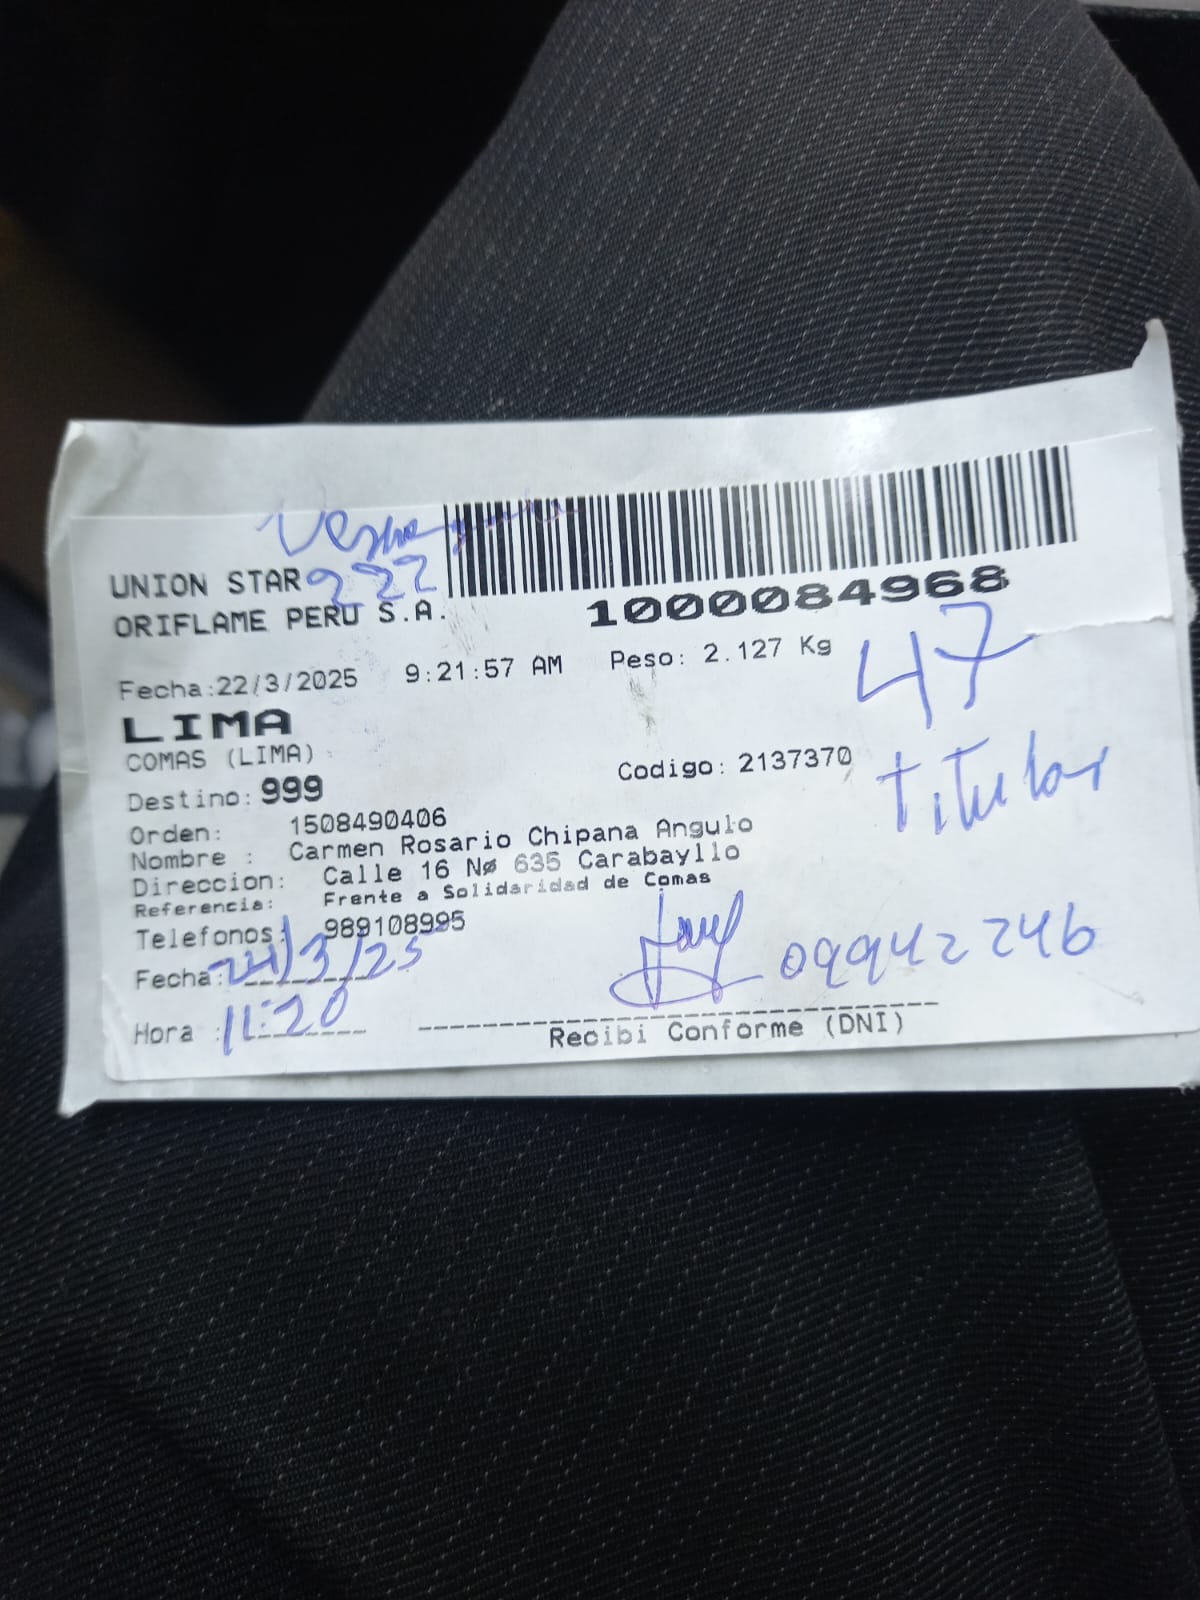 UNION STAR 222
ORIFLAME PERU S.A.
1000084968
Fecha:22/3/2025 9:21:57 AM Peso: 2.127 Kg
47
LIMA
COMAS (LIMA)
Codigo: 2137370
titular
Destino: 999
Orden: 1508490406
Nombre : Carmen Rosario Chipana Angulo
Direccion: Calle 16 Nø 635 Carabayllo
Referencia: Frente a Solidaridad de Comas
Telefonos: 989108995
Fecha: 24/3/25
09942246
Hora : 11:20
Recibi Conforme (DNI)